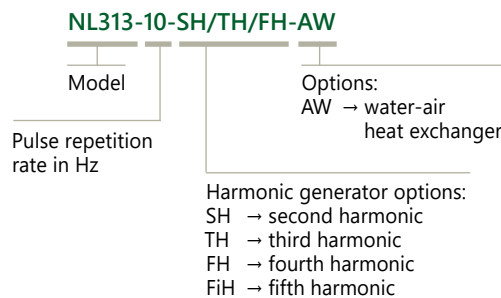 NL313-10-SH/TH/FH-AW
Model
Options:
AW → water-air
heat exchanger
Pulse repetition
rate in Hz
Harmonic generator options:
SH → second harmonic
TH → third harmonic
FH → fourth harmonic
FiH → fifth harmonic